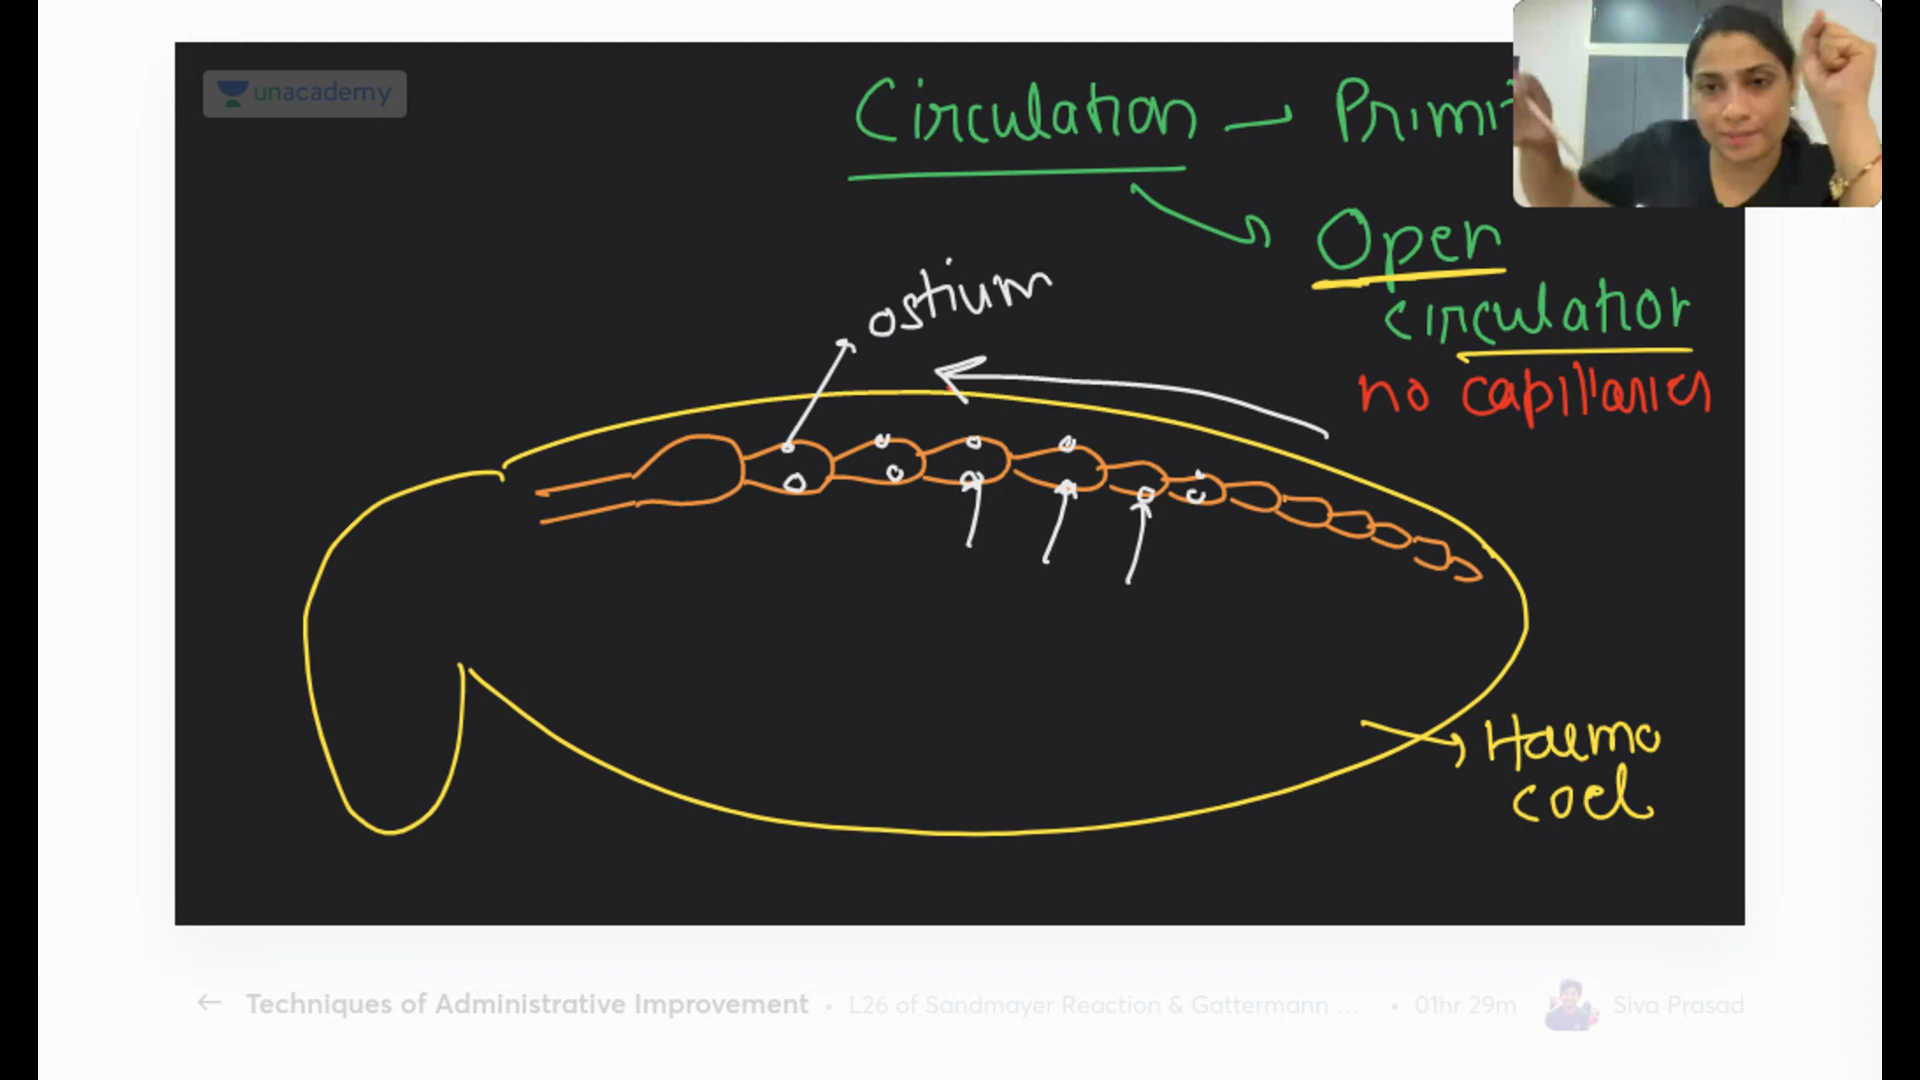 unacademy
Circulation → Primi
Open
circulation
no capillaries
ostium
Haemo
coel
← Techniques of Administrative Improvement • L26 of Sandmayer Reaction & Gattermann ... • 01hr 29m Siva Prasad